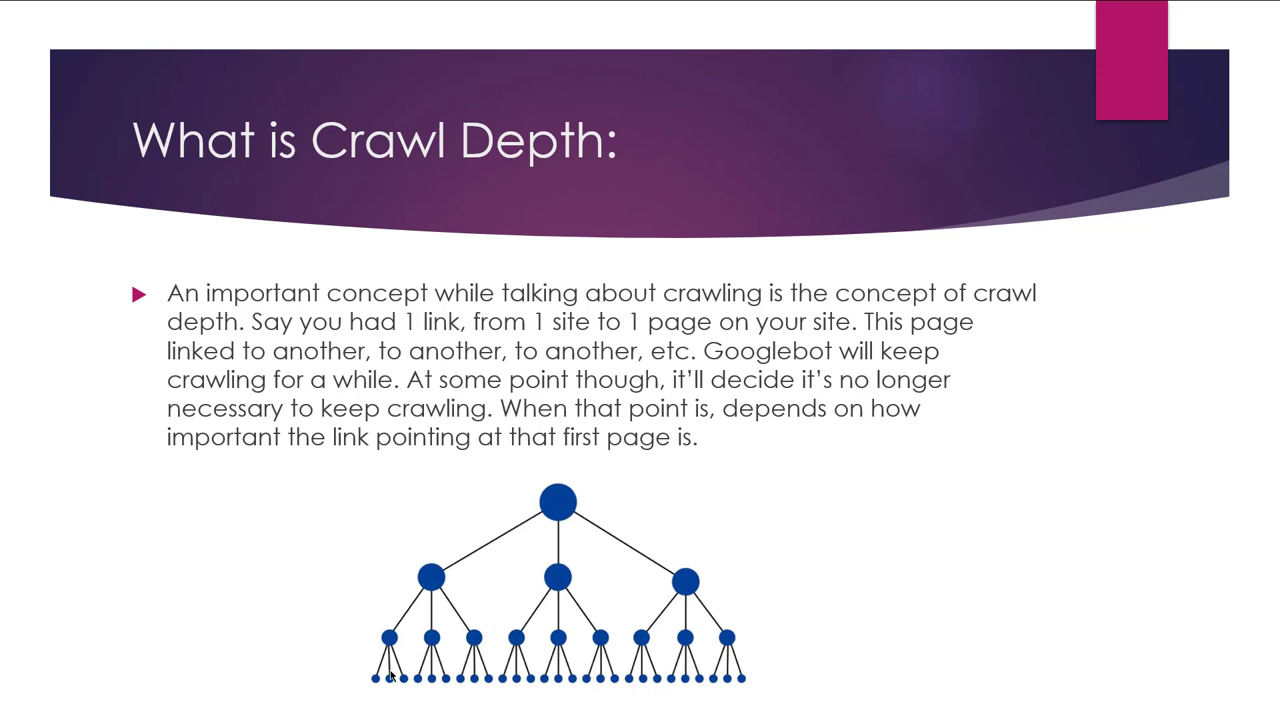 What is Crawl Depth:
An important concept while talking about crawling is the concept of crawl
depth. Say you had 1 link, from 1 site to 1 page on your site. This page
linked to another, to another, to another, etc. Googlebot will keep
crawling for a while. At some point though, it’ll decide it’s no longer
necessary to keep crawling. When that point is, depends on how
important the link pointing at that first page is.